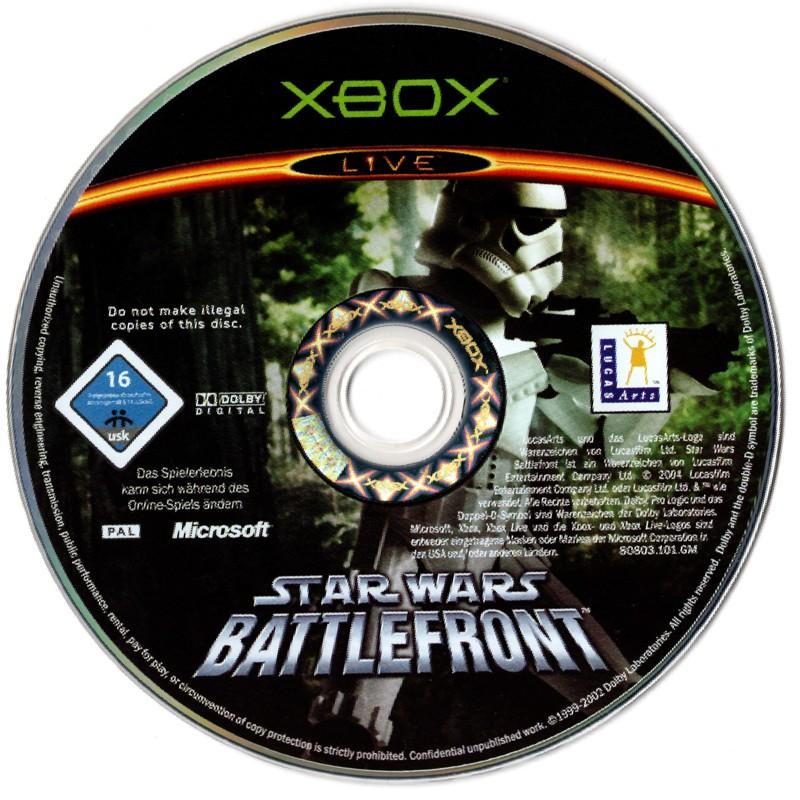 XBOX
LIVE™
Do not make illegal
copies of this disc.
16
usk
DOLBY
DIGITAL
Das Spielerlebnis
kann sich während des
Online-Spiels ändern
PAL
Microsoft
XBOX
LUCAS
Arts
LucasArts und das LucasArts-Logo sind
Warenzeichen von Lucasfilm Ltd. Star Wars
Battlefront ist ein Warenzeichen von Lucasfilm
Entertainment Company Ltd. © 2004 Lucasfilm
Entertainment Company Ltd. oder Lucasfilm Ltd. & ™ die
verwendet. Alle Rechte vorbehalten. Dolby, Pro Logic und das
Doppel-D-Symbol sind Warenzeichen der Dolby Laboratories.
Microsoft, Xbox, Xbox Live und die Xbox- und Xbox Live-Logos sind
entweder eingetragene Marken oder Marken der Microsoft Corporation in
den USA und/oder anderen Ländern.
80803.101.GM
STAR WARS
BATTLEFRONT™
Unauthorized copying, reverse engineering, transmission, public performance, rental, pay for play, or circumvention of copy protection is strictly prohibited. Confidential unpublished work. ©1999-2002 Dolby Laboratories. All rights reserved. Dolby and the double-D symbol are trademarks of Dolby Laboratories.